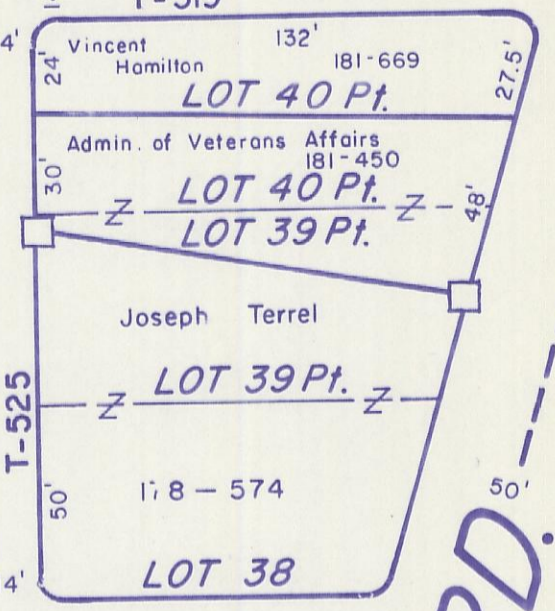 4'
24'
Vincent
Hamilton
132'
181-669
27.5'
LOT 40 Pt.
Admin. of Veterans Affairs
181-450
30'
Z LOT 40 Pt. Z
48'
LOT 39 Pt.
Joseph Terrel
LOT 39 Pt.
Z Z
T-525
50'
50'
LOT 38
4'